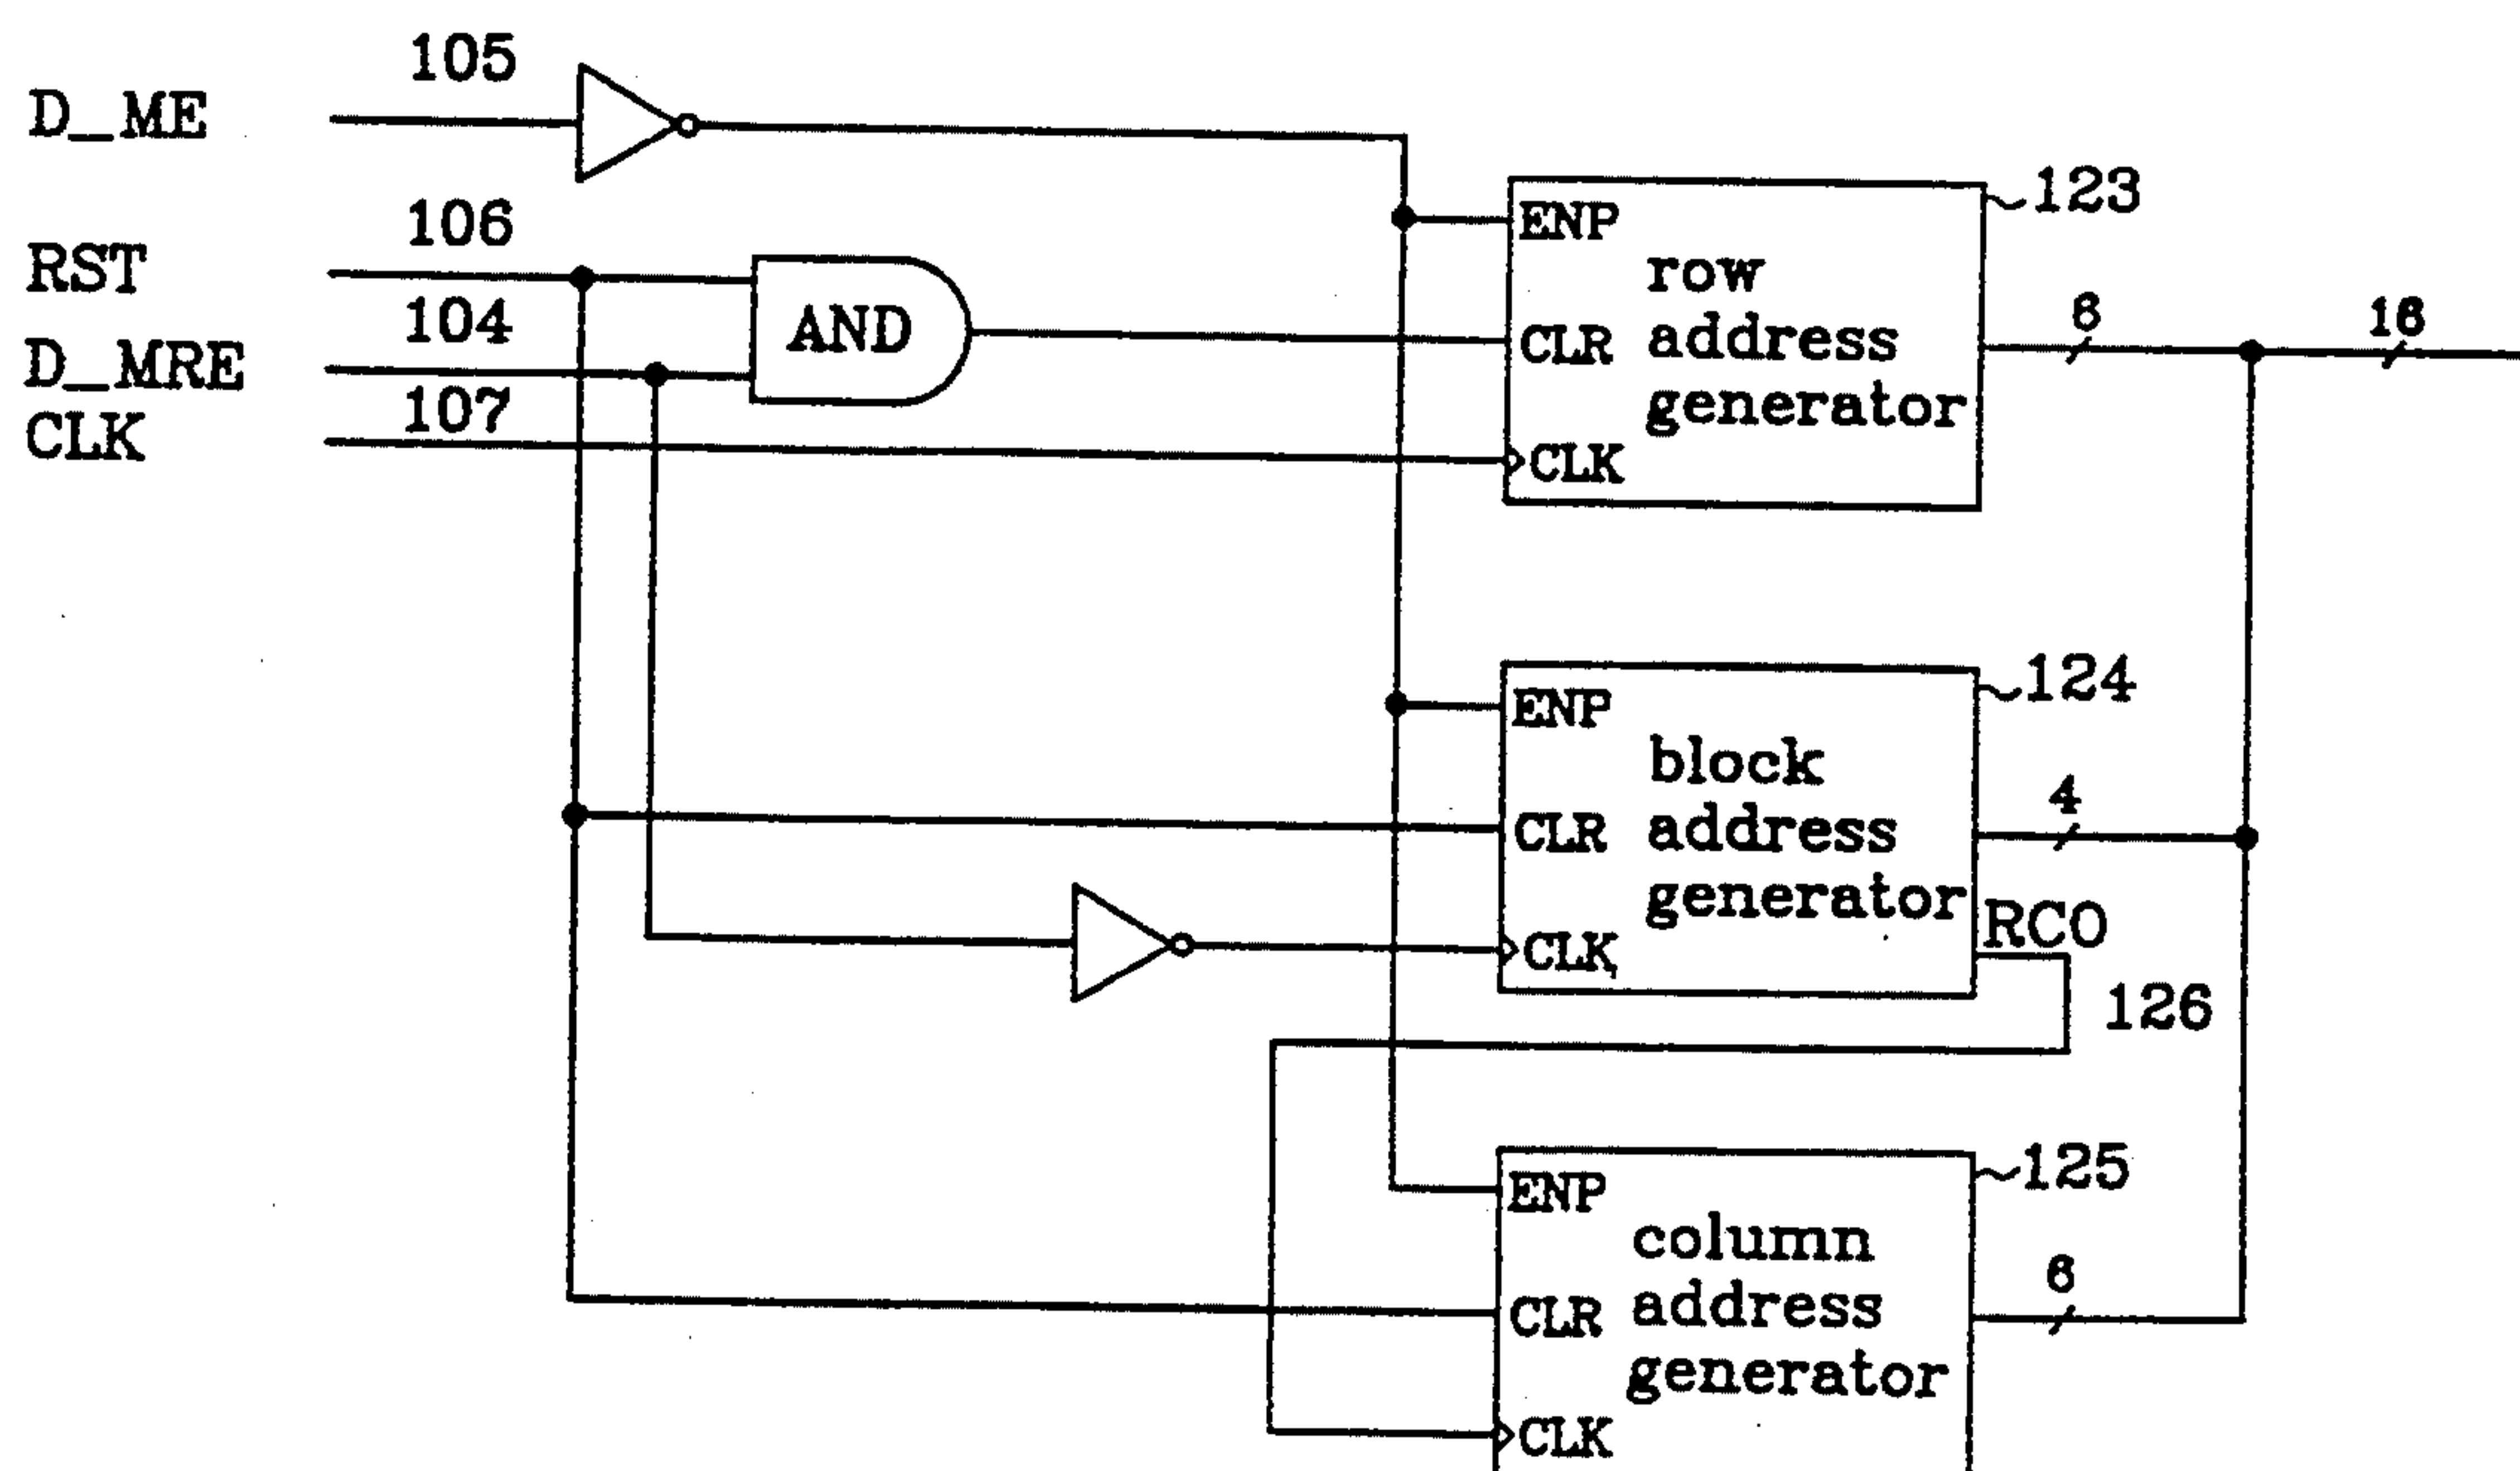 105
D_ME
106
RST
104
D_MRE
107
CLK
AND
123
ENP
row
CLR address
generator
CLK
6
16
124
ENP
block
CLR address
generator
CLK
4
RCO
126
125
ENP
column
CLR address
generator
CLK
6